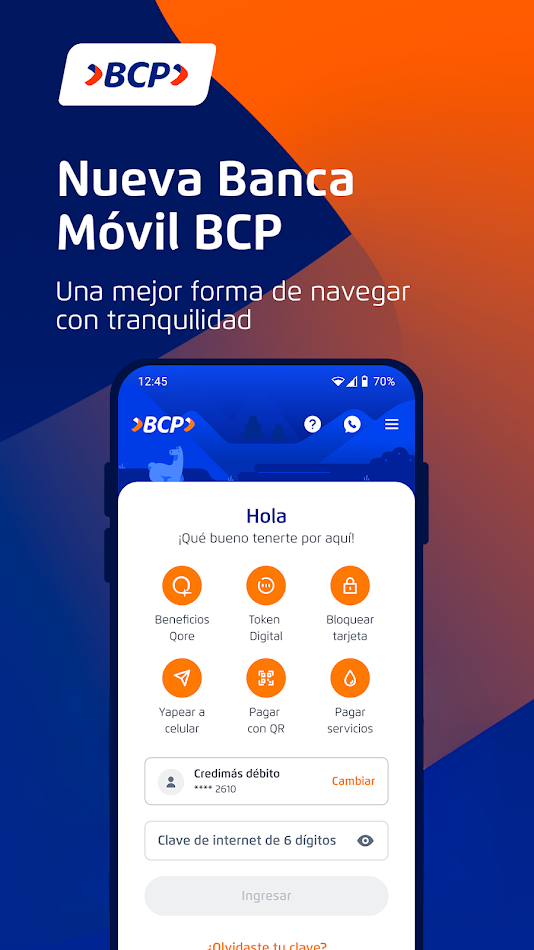 BCP
Nueva Banca
Móvil BCP
Una mejor forma de navegar
con tranquilidad
12:45
70%
BCP
?
Hola
¡Qué bueno tenerte por aquí!
Beneficios
Qore
Token
Digital
Bloquear
tarjeta
Yapear a
celular
Pagar
con QR
Pagar
servicios
Credimás débito
**** 2610
Cambiar
Clave de internet de 6 dígitos
Ingresar
¿Olvidaste tu clave?